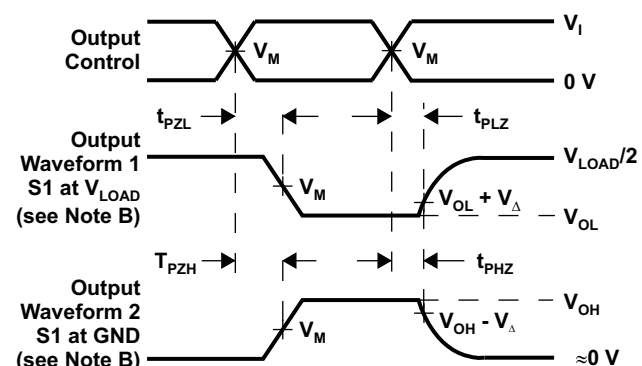 Output
Control
V_M
V_M
V_I
0 V
t_PZL
t_PLZ
Output
Waveform 1
S1 at V_LOAD
(see Note B)
V_M
V_OL + V_Δ
V_LOAD/2
V_OL
T_PZH
t_PHZ
Output
Waveform 2
S1 at GND
(see Note B)
V_M
V_OH - V_Δ
V_OH
≈0 V